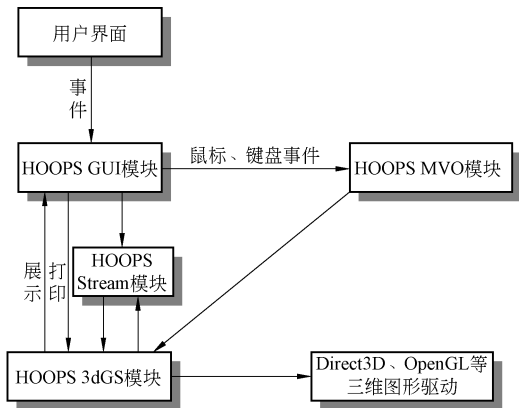 用户界面
事件
HOOPS GUI模块
鼠标、键盘事件
HOOPS MVO模块
展示
打印
HOOPS
Stream模块
HOOPS 3dGS模块
Direct3D、OpenGL等
三维图形驱动